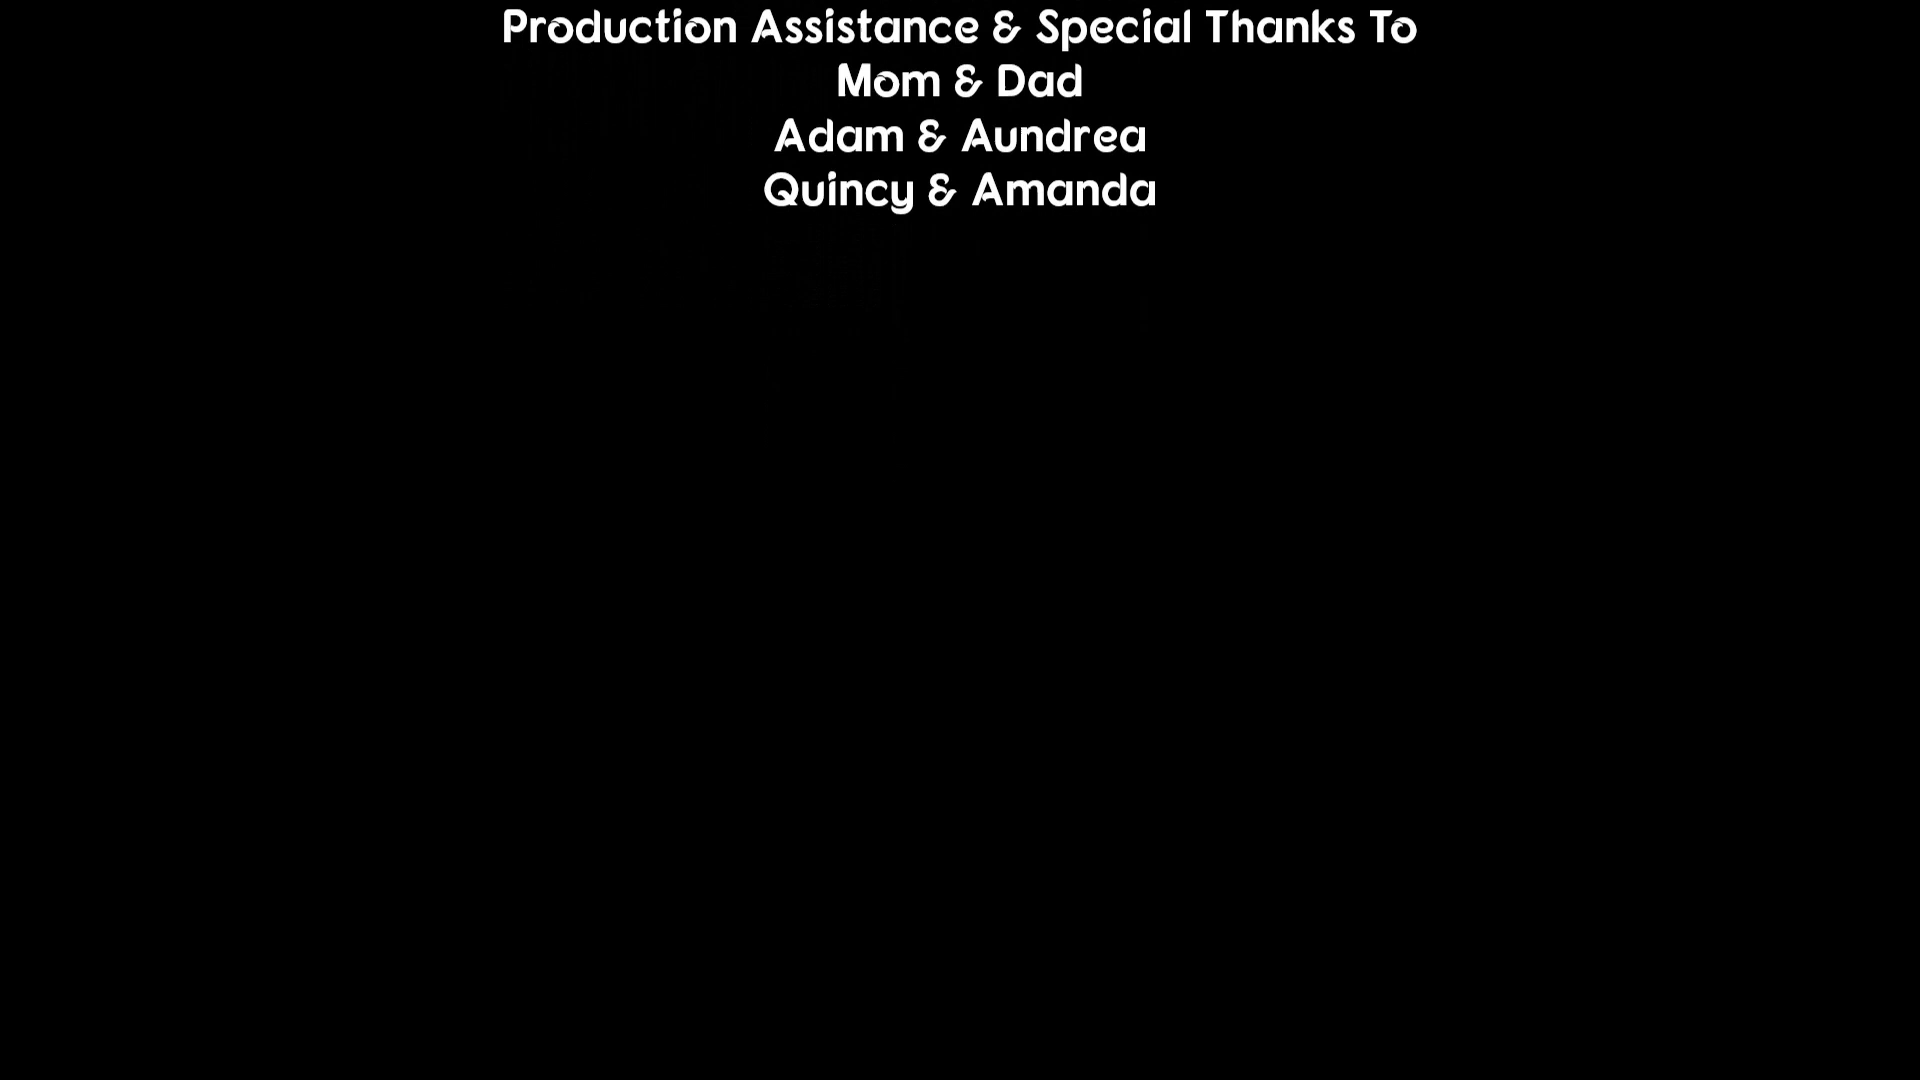 Production Assistance & Special Thanks To
Mom & Dad
Adam & Aundrea
Quincy & Amanda